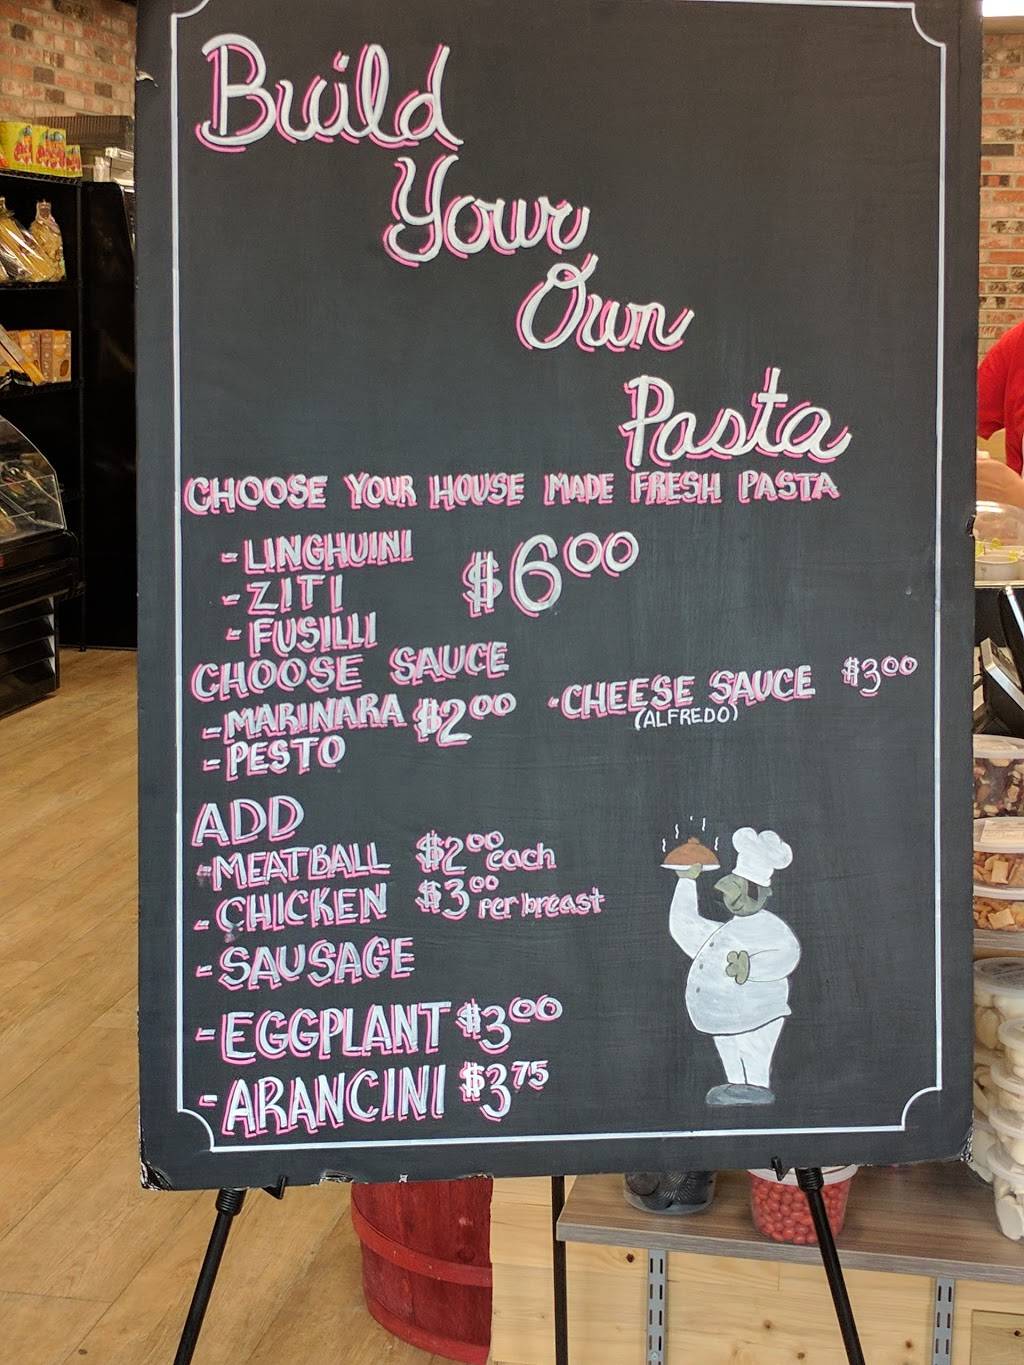 Build
Your
Own
Pasta
CHOOSE YOUR HOUSE MADE FRESH PASTA
- LINGHUINI $6.00
- ZITI
- FUSILLI
CHOOSE SAUCE
- MARINARA $2.00 - CHEESE SAUCE $3.00
(ALFREDO)
- PESTO
ADD
- MEATBALL $2.00 each
- CHICKEN $3.00 per breast
- SAUSAGE
- EGGPLANT $3.00
- ARANCINI $3.75